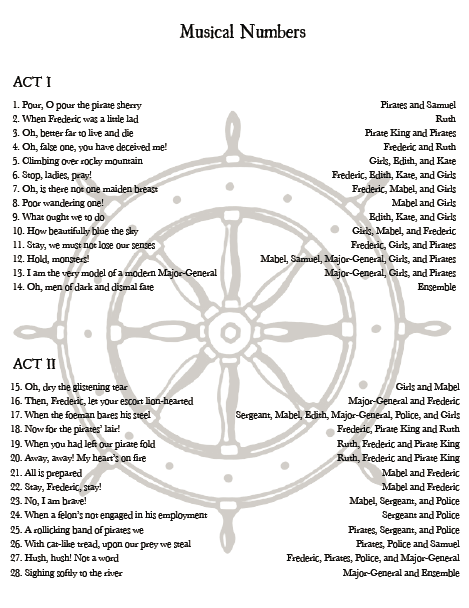 Musical Numbers
ACT I
1. Pour, O pour the pirate sherry Pirates and Samuel
2. When Frederic was a little lad Ruth
3. Oh, better far to live and die Pirate King and Pirates
4. Oh, false one, you have deceived me! Frederic and Ruth
5. Climbing over rocky mountain Girls, Edith, and Kate
6. Stop, ladies, pray! Frederic, Edith, Kate, and Girls
7. Oh, is there not one maiden breast Frederic, Mabel, and Girls
8. Poor wandering one! Mabel and Girls
9. What ought we to do Edith, Kate, and Girls
10. How beautifully blue the sky Girls, Mabel, and Frederic
11. Stay, we must not lose our senses Frederic, Girls, and Pirates
12. Hold, monsters! Mabel, Samuel, Major-General, Girls, and Pirates
13. I am the very model of a modern Major-General Major-General, Girls, and Pirates
14. Oh, men of dark and dismal fate Ensemble
ACT II
15. Oh, dry the glistening tear Girls and Mabel
16. Then, Frederic, let your escort lion-hearted Major-General and Frederic
17. When the foeman bares his steel Sergeant, Mabel, Edith, Major-General, Police, and Girls
18. Now for the pirates' lair! Frederic, Pirate King and Ruth
19. When you had left our pirate fold Ruth, Frederic and Pirate King
20. Away, away! My heart's on fire Ruth, Frederic and Pirate King
21. All is prepared Mabel and Frederic
22. Stay, Frederic, stay! Mabel and Frederic
23. No, I am brave! Mabel, Sergeant, and Police
24. When a felon's not engaged in his employment Sergeant and Police
25. A rollicking band of pirates we Pirates, Sergeant, and Police
26. With cat-like tread, upon our prey we steal Pirates, Police and Samuel
27. Hush, hush! Not a word Frederic, Pirates, Police, and Major-General
28. Sighing softly to the river Major-General and Ensemble